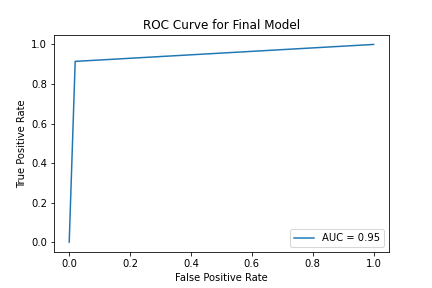 ROC Curve for Final Model
1.0
0.8
0.6
0.4
0.2
0.0
True Positive Rate
AUC = 0.95
0.0 0.2 0.4 0.6 0.8 1.0
False Positive Rate